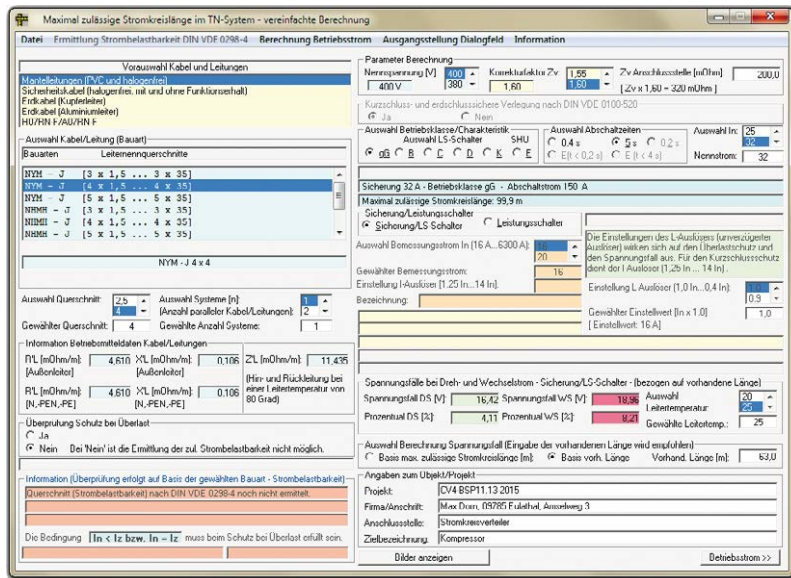 Maximal zulässige Stromkreislänge im TN-System - vereinfachte Berechnung
Datei Ermittlung Strombelastbarkeit DIN VDE 0298-4 Berechnung Betriebsstrom Ausgangsstellung Dialogfeld Information
Vorauswahl Kabel und Leitungen
Mantelleitungen (PVC und halogenfrei)
Sicherheitskabel (halogenfrei, mit und ohne Funktionserhalt)
Erdkabel (Kupferleiter)
Erdkabel (Aluminiumleiter)
H07RN-F/A07RN-F
Auswahl Kabel/Leitung (Bauart)
Bauarten Leiternennquerschnitte
NYM - J [3 x 1,5 ... 3 x 35]
NYM - J [4 x 1,5 ... 4 x 35]
NYM - J [5 x 1,5 ... 5 x 35]
NHMH - J [3 x 1,5 ... 3 x 35]
NHMH - J [4 x 1,5 ... 4 x 35]
NHMH - J [5 x 1,5 ... 5 x 35]
NYM - J 4 x 4
Auswahl Querschnitt: 2,5 4
Auswahl Systeme [n]: 1 2
(Anzahl paralleler Kabel/Leitungen):
Gewählter Querschnitt: 4 Gewählte Anzahl Systeme: 1
Information Betriebsmitteldaten Kabel/Leitungen
R'L [mOhm/m]: 4,610 X'L [mOhm/m]: 0,106 Z'L [mOhm/m]: 11,435
[Außenleiter] [Außenleiter]
(Hin- und Rückleitung bei einer Leitertemperatur von 80 Grad)
R'L [mOhm/m]: 4,610 X'L [mOhm/m]: 0,106
[N,-PEN,-PE] [N,-PEN,-PE]
Überprüfung Schutz bei Überlast
Ja
Nein Bei 'Nein' ist die Ermittlung der zul. Strombelastbarkeit nicht möglich.
Information (Überprüfung erfolgt auf Basis der gewählten Bauart - Strombelastbarkeit)
Querschnitt (Strombelastbarkeit) nach DIN VDE 0298-4 noch nicht ermittelt.
Die Bedingung In < Iz bzw. In = Iz muss beim Schutz bei Überlast erfüllt sein.
Parameter Berechnung
Nennspannung [V] 400 380
400 V
Korrekturfaktor Zv 1,55 1,60
1,60
Zv Anschlussstelle [mOhm] 200,0
[ Zv x 1,60 = 320 mOhm ]
Kurzschluss- und erdschlusssichere Verlegung nach DIN VDE 0100-520
Ja Nein
Auswahl Betriebsklasse/Charakteristik
Auswahl LS-Schalter SHU
gG B C D K E
Auswahl Abschaltzeiten
0,4 s 5 s 0,2 s
E(t < 0,2 s) E (t < 4 s)
Auswahl In: 25 32
Nennstrom: 32
Sicherung 32 A - Betriebsklasse gG - Abschaltstrom 150 A
Maximal zulässige Stromkreislänge: 99,9 m
Sicherung/Leistungsschalter
Sicherung/LS Schalter Leistungsschalter
Auswahl Bemessungsstrom In (16 A...6300 A): 16 20
Gewählter Bemessungsstrom: 16
Einstellung I-Auslöser [1,25 In...14 In]:
Bezeichnung:
Die Einstellungen des L-Auslösers (unverzögerter Auslöser) wirken sich auf den Überlastschutz und den Spannungsfall aus. Für den Kurzschlussschutz dient der I Auslöser [1,25 In ... 14 In] .
Einstellung L Auslöser (1,0 In...0,4 In): 1,0 0,9
Gewählter Einstellwert (In x 1,0) 1,0
[ Einstellwert: 16 A ]
Spannungsfälle bei Dreh- und Wechselstrom - Sicherung/LS-Schalter - (bezogen auf vorhandene Länge)
Spannungsfall DS [V]: 16,42 Spannungsfall WS [V]: 18,96
Prozentual DS [%]: 4,11 Prozentual WS [%]: 8,21
Auswahl Leitertemperatur: 20 25
Gewählte Leitertemp.: 25
Auswahl Berechnung Spannungsfall (Eingabe der vorhandenen Länge wird empfohlen)
Basis max. zulässige Stromkreislänge [m]: Basis vorh. Länge Vorhand. Länge [m]: 63,0
Angaben zum Objekt/Projekt
Projekt: CV4 BSP11.13 2015
Firma/Anschrift: Max Dorn, 09785 Eulathal, Amselweg 3
Anschlussstelle: Stromkreisverteiler
Zielbezeichnung: Kompressor
Bilder anzeigen Betriebsstrom >>